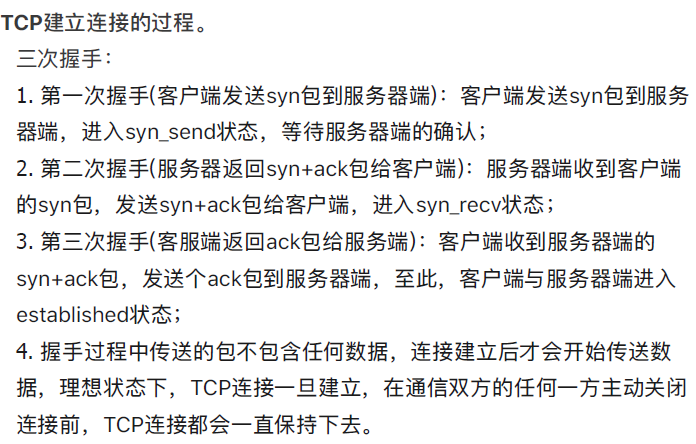 TCP建立连接的过程。
三次握手：
1. 第一次握手(客户端发送syn包到服务器端)：客户端发送syn包到服务
器端，进入syn_send状态，等待服务器端的确认；
2. 第二次握手(服务器返回syn+ack包给客户端)：服务器端收到客户端
的syn包，发送syn+ack包给客户端，进入syn_recv状态；
3. 第三次握手(客服端返回ack包给服务端)：客户端收到服务器端的
syn+ack包，发送个ack包到服务器端，至此，客户端与服务器端进入
established状态；
4. 握手过程中传送的包不包含任何数据，连接建立后才会开始传送数
据，理想状态下，TCP连接一旦建立，在通信双方的任何一方主动关闭
连接前，TCP连接都会一直保持下去。